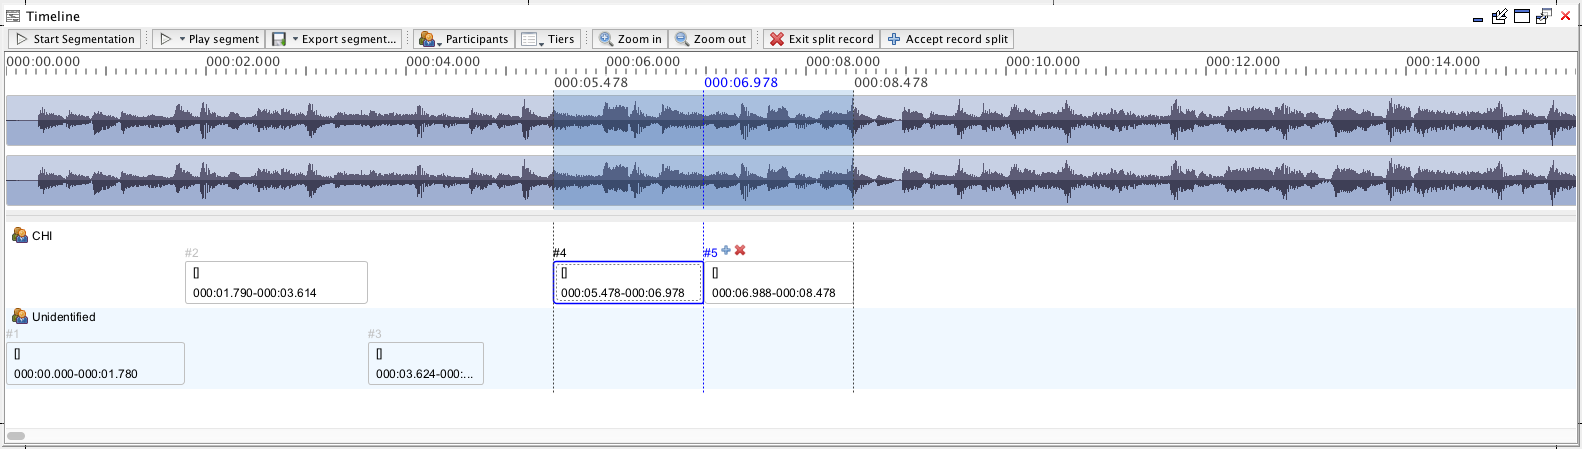 Timeline
Start Segmentation Play segment Export segment... Participants Tiers Zoom in Zoom out Exit split record Accept record split
000:00.000 000:02.000 000:04.000 000:06.000 000:08.000 000:10.000 000:12.000 000:14.000
000:05.478 000:06.978 000:08.478
CHI
#2 #4 #5
[] [] []
000:01.790-000:03.614 000:05.478-000:06.978 000:06.988-000:08.478
Unidentified
#1 #3
[] []
000:00.000-000:01.780 000:03.624-000:...